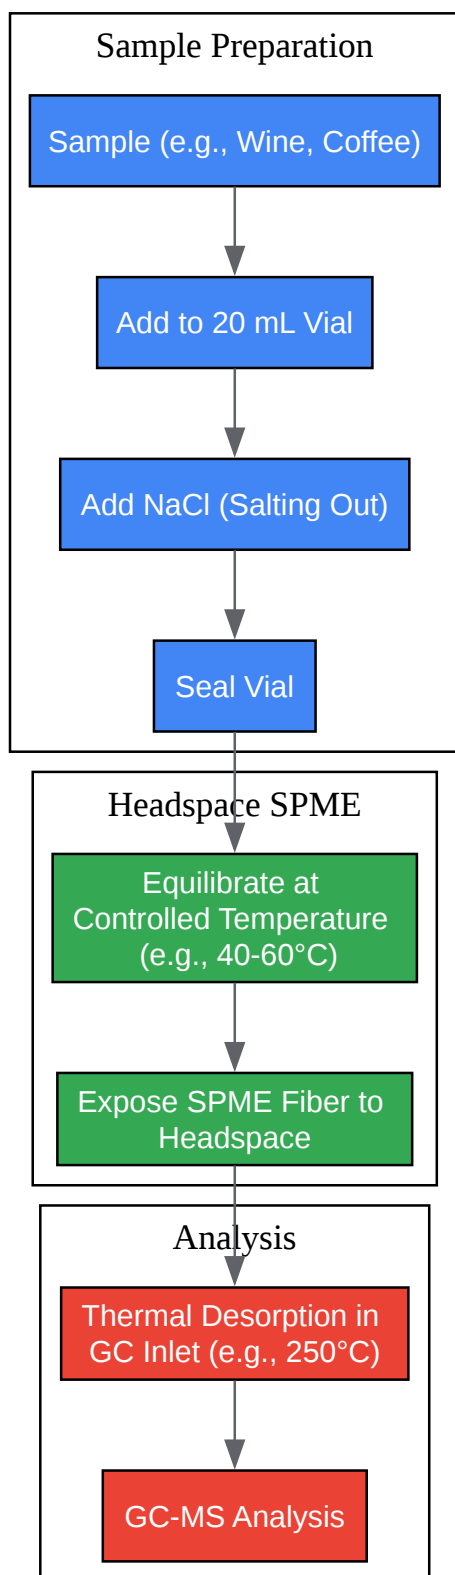 Sample Preparation
Sample (e.g., Wine, Coffee)
Add to 20 mL Vial
Add NaCl (Salting Out)
Seal Vial
Headspace SPME
Equilibrate at
Controlled Temperature
(e.g., 40-60°C)
Expose SPME Fiber to
Headspace
Analysis
Thermal Desorption in
GC Inlet (e.g., 250°C)
GC-MS Analysis